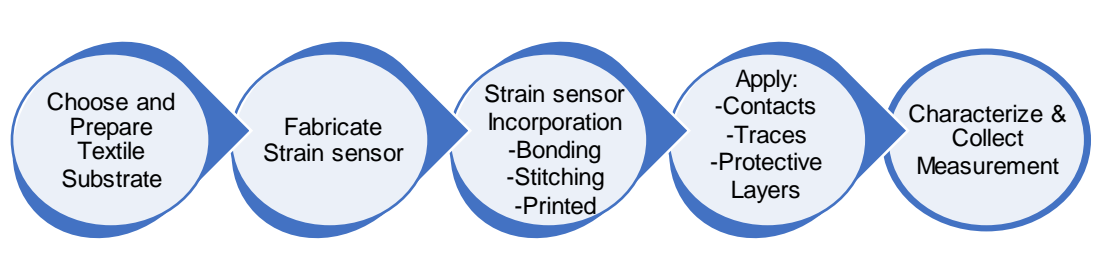 Choose and
Prepare
Textile
Substrate
Fabricate
Strain sensor
Strain sensor
Incorporation
-Bonding
-Stitching
-Printed
Apply:
-Contacts
-Traces
-Protective
Layers
Characterize &
Collect
Measurement